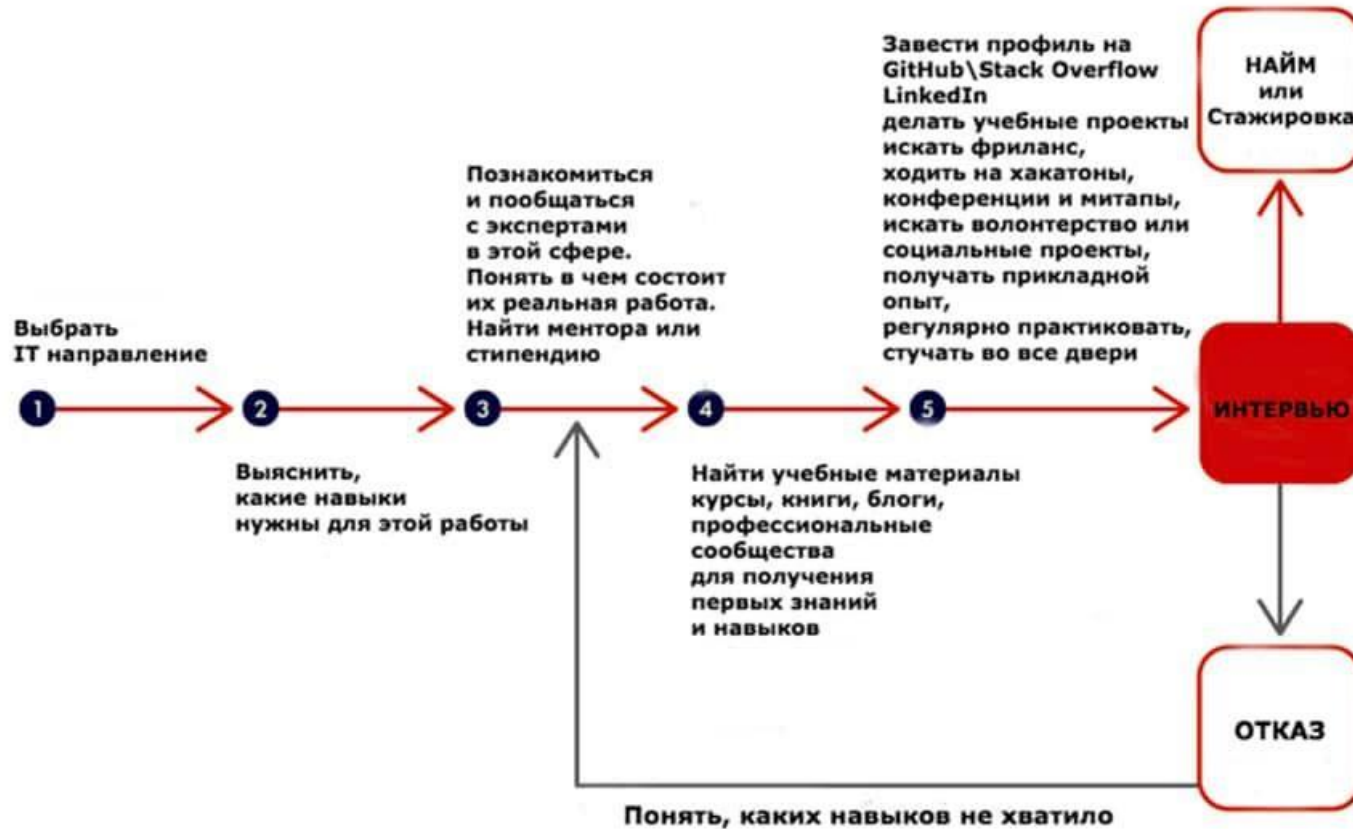 Выбрать
IT направление
1
2
Выяснить,
какие навыки
нужны для этой работы
Познакомиться
и пообщаться
с экспертами
в этой сфере.
Понять в чем состоит
их реальная работа.
Найти ментора или
стипендию
3
4
Найти учебные материалы
курсы, книги, блоги,
профессиональные
сообщества
для получения
первых знаний
и навыков
Завести профиль на
GitHub\Stack Overflow
LinkedIn
делать учебные проекты
искать фриланс,
ходить на хакатоны,
конференции и митапы,
искать волонтерство или
социальные проекты,
получать прикладной
опыт,
регулярно практиковать,
стучать во все двери
5
ИНТЕРВЬЮ
НАЙМ
или
Стажировка
ОТКАЗ
Понять, каких навыков не хватило